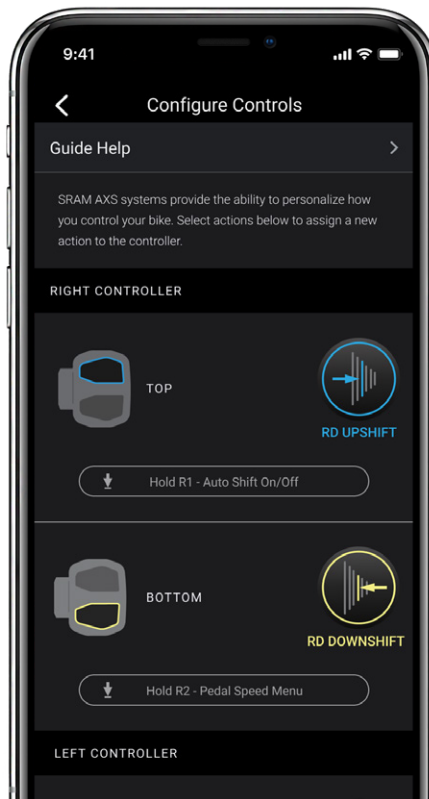 9:41
Configure Controls
Guide Help
SRAM AXS systems provide the ability to personalize how
you control your bike. Select actions below to assign a new
action to the controller.
RIGHT CONTROLLER
TOP
RD UPSHIFT
Hold R1 - Auto Shift On/Off
BOTTOM
RD DOWNSHIFT
Hold R2 - Pedal Speed Menu
LEFT CONTROLLER